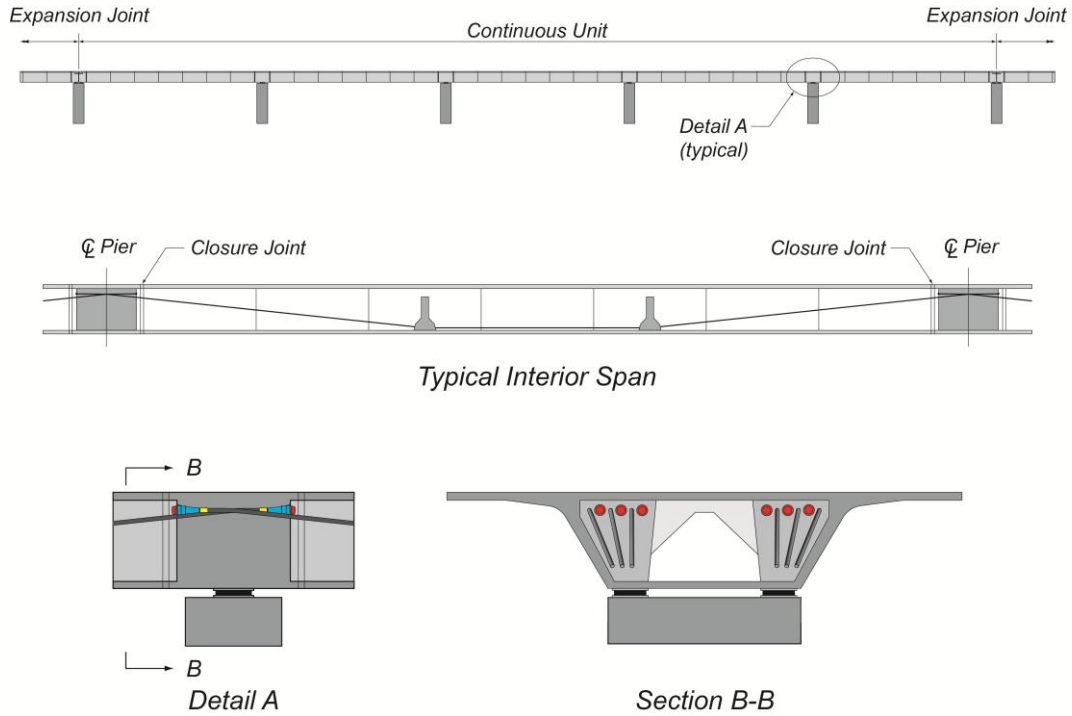 Expansion Joint
Expansion Joint
Continuous Unit
Detail A
(typical)
℄ Pier
Closure Joint
Closure Joint
℄ Pier
Typical Interior Span
B
B
Detail A
Section B-B